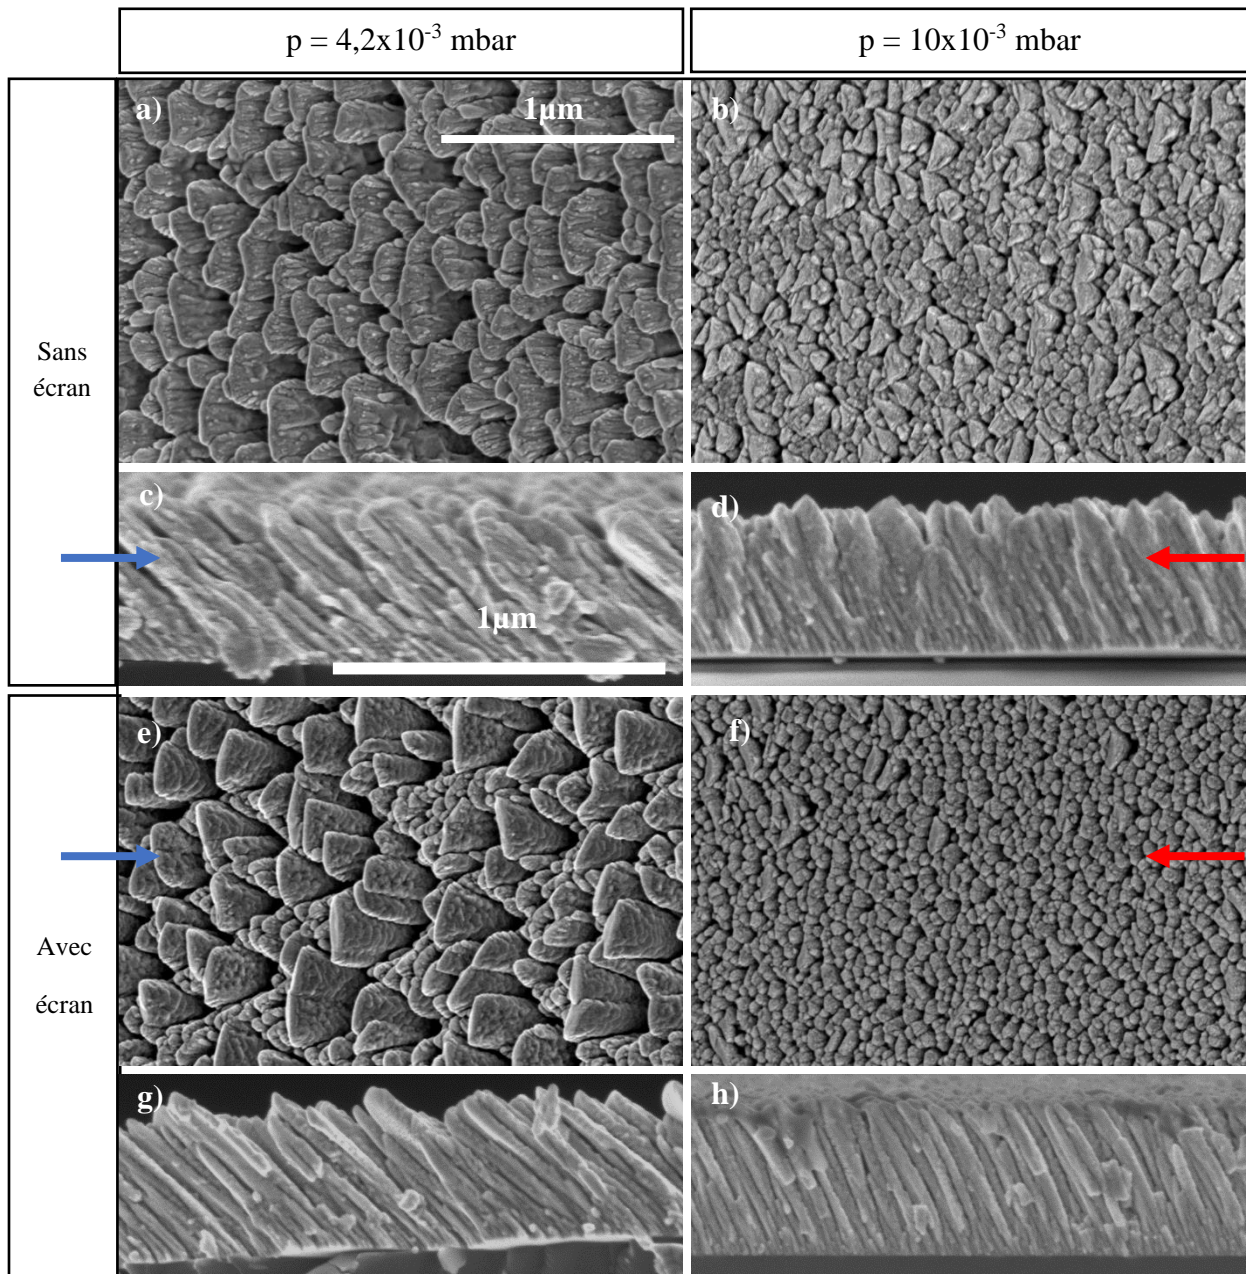 p = 4,2x10⁻³ mbar
p = 10x10⁻³ mbar
Sans
écran
a)
1µm
b)
c)
1µm
d)
Avec
écran
e)
f)
g)
h)